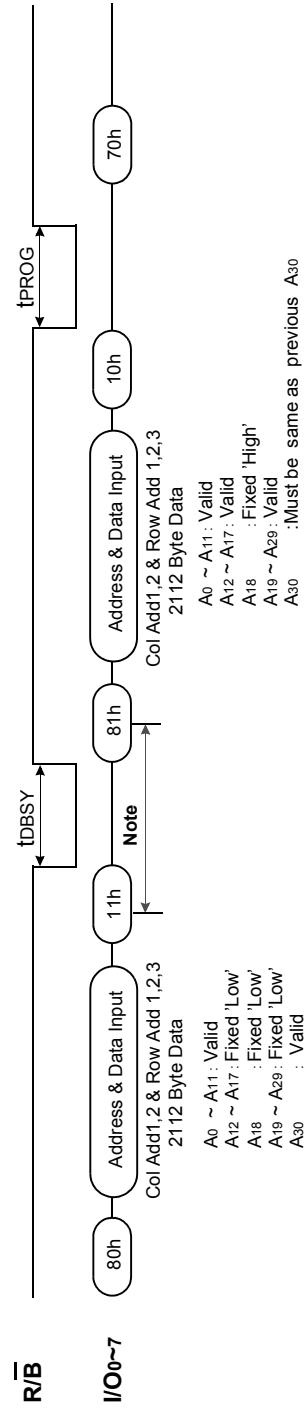 R/B
tDBSY
tPROG
I/O0~7
80h
Address & Data Input
11h
81h
Address & Data Input
10h
70h
Note
Col Add1,2 & Row Add 1,2,3
2112 Byte Data
A0 ~ A11 : Valid
A12 ~ A17 : Fixed 'Low'
A18 : Fixed 'Low'
A19 ~ A29 : Fixed 'Low'
A30 : Valid
Col Add1,2 & Row Add 1,2,3
2112 Byte Data
A0 ~ A11 : Valid
A12 ~ A17 : Valid
A18 : Fixed 'High'
A19 ~ A29 : Valid
A30 :Must be same as previous A30